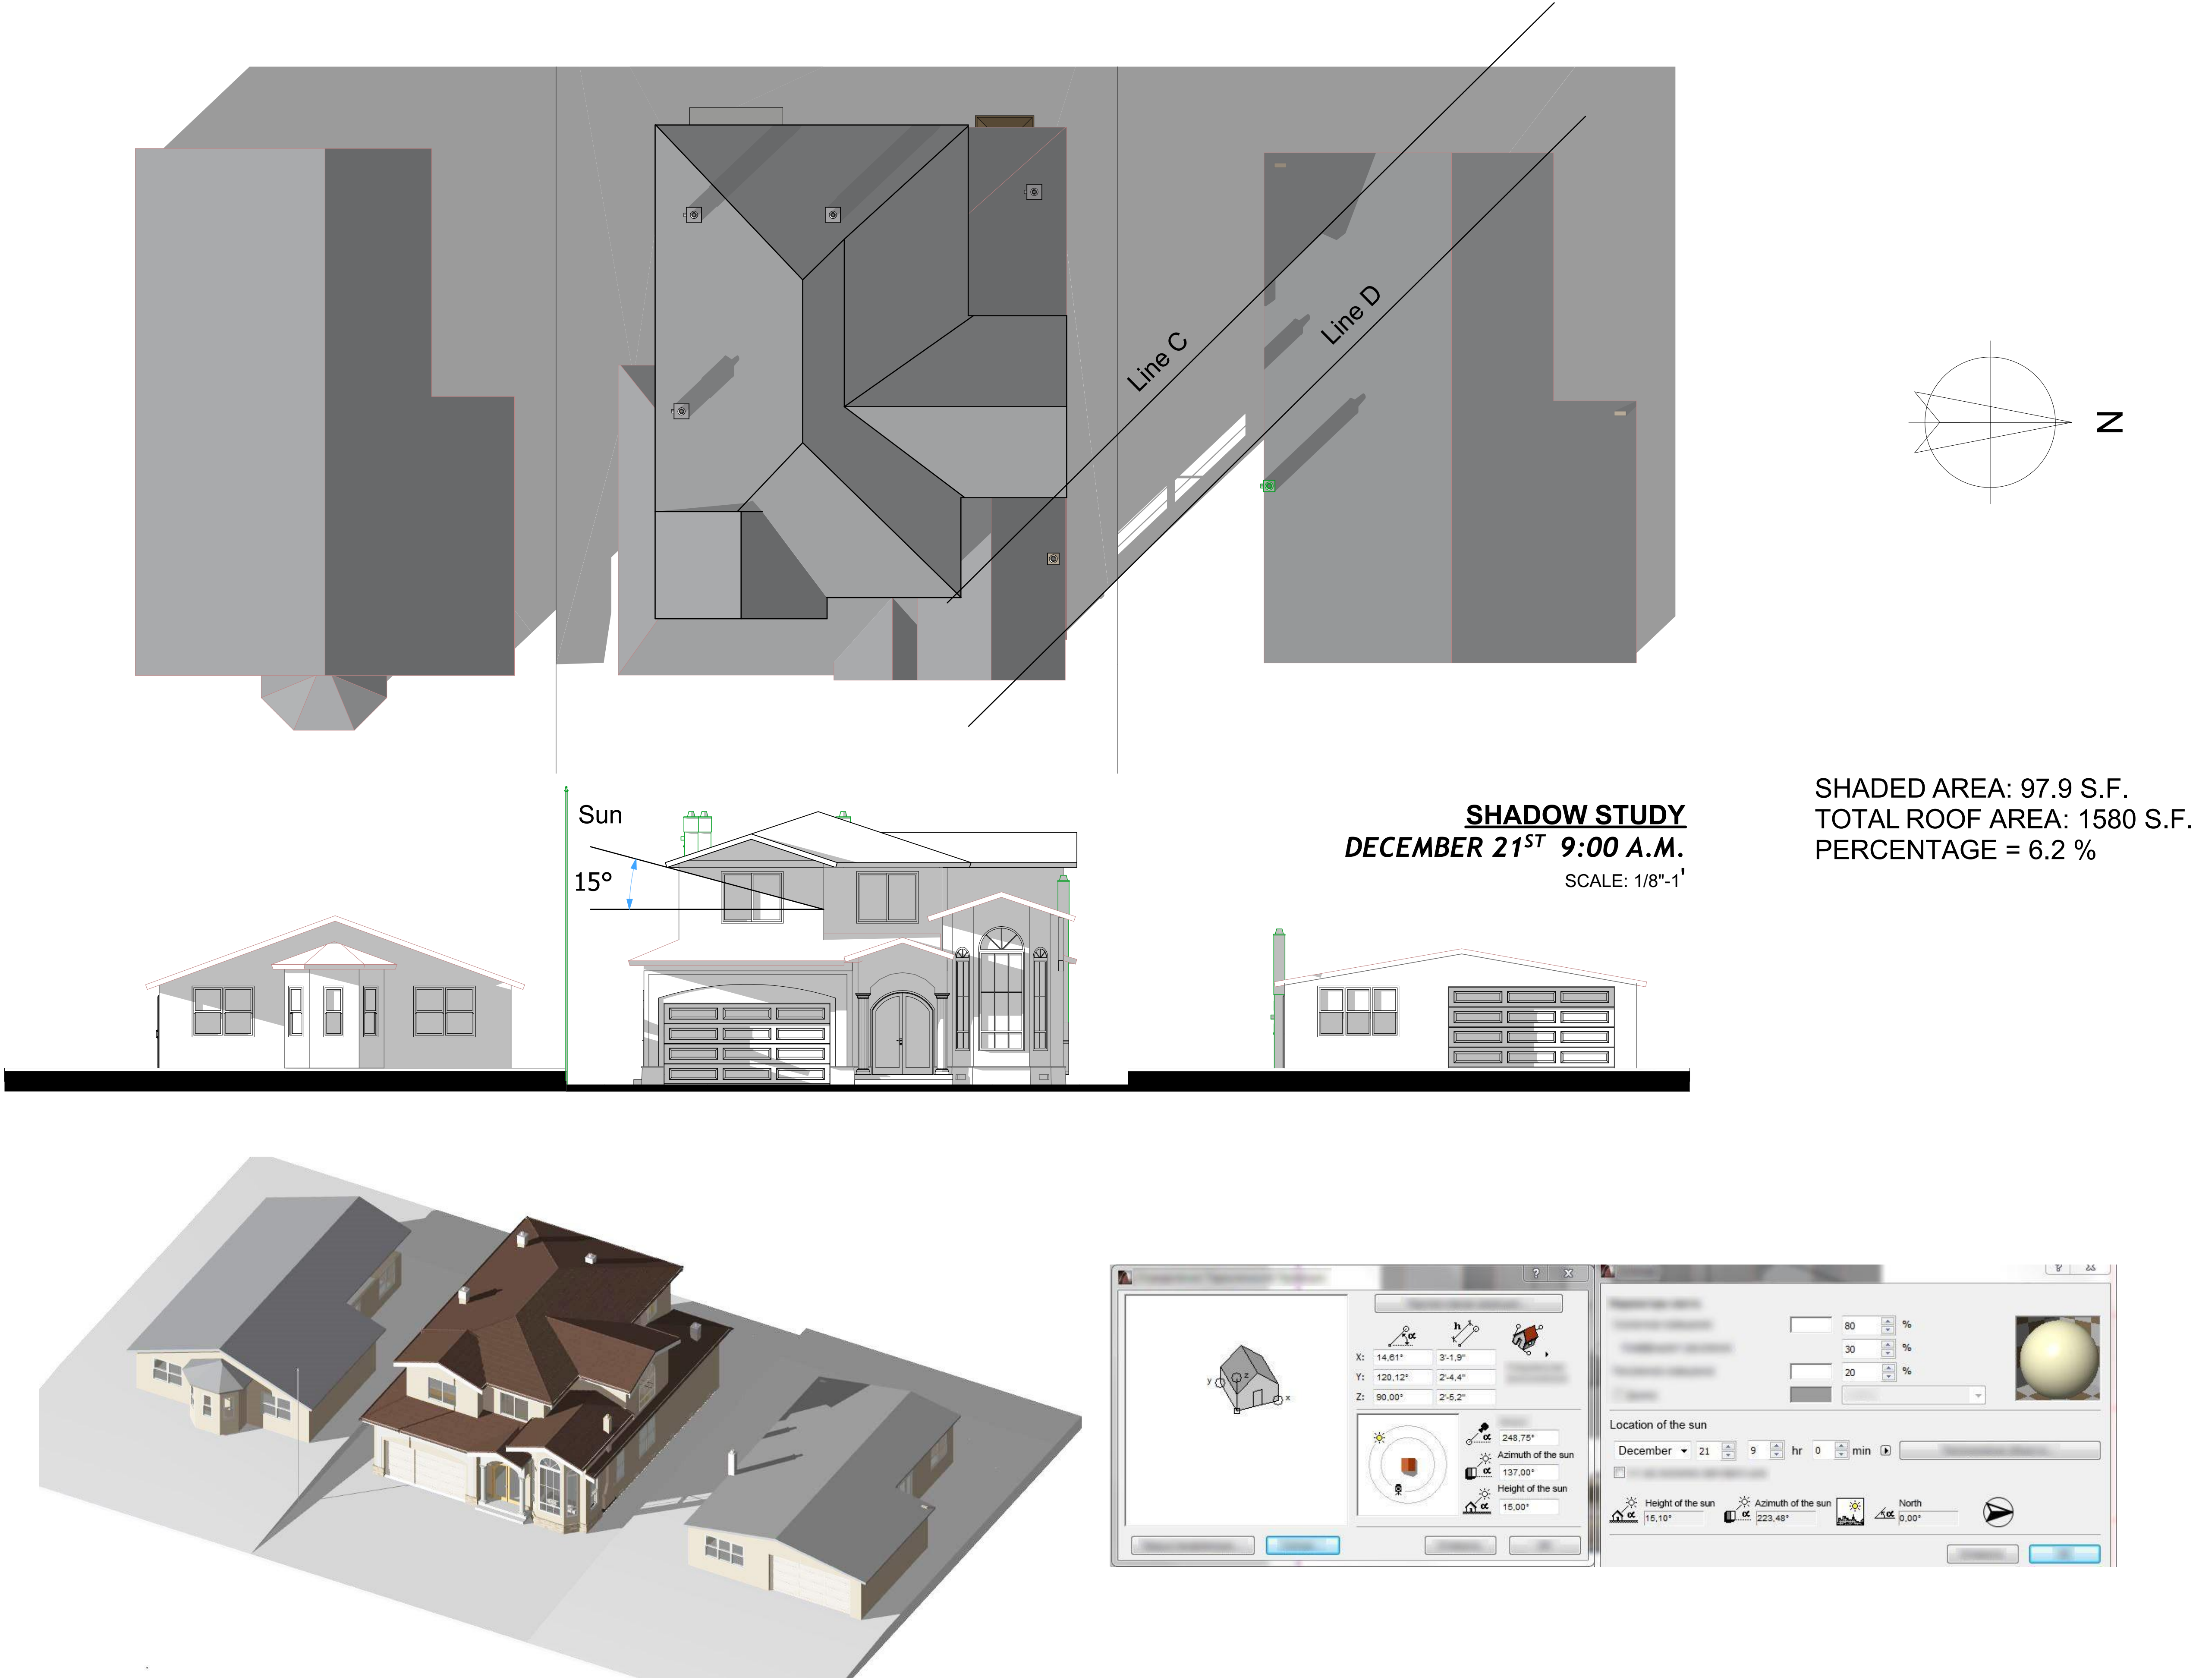 Line C
Line D
N
Sun
15°
SHADOW STUDY
DECEMBER 21ST 9:00 A.M.
SCALE: 1/8"-1'
SHADED AREA: 97.9 S.F.
TOTAL ROOF AREA: 1580 S.F.
PERCENTAGE = 6.2 %
α h
X: 14,61° 3'-1,9"
Y: 120,12° 2'-4,4"
Z: 90,00° 2'-5,2"
y z x
α 248,75°
Azimuth of the sun
α 137,00°
Height of the sun
α 15,00°
80 %
30 %
20 %
Location of the sun
December 21 9 hr 0 min
Height of the sun
α 15,10°
Azimuth of the sun
α 223,48°
North
α 0,00°